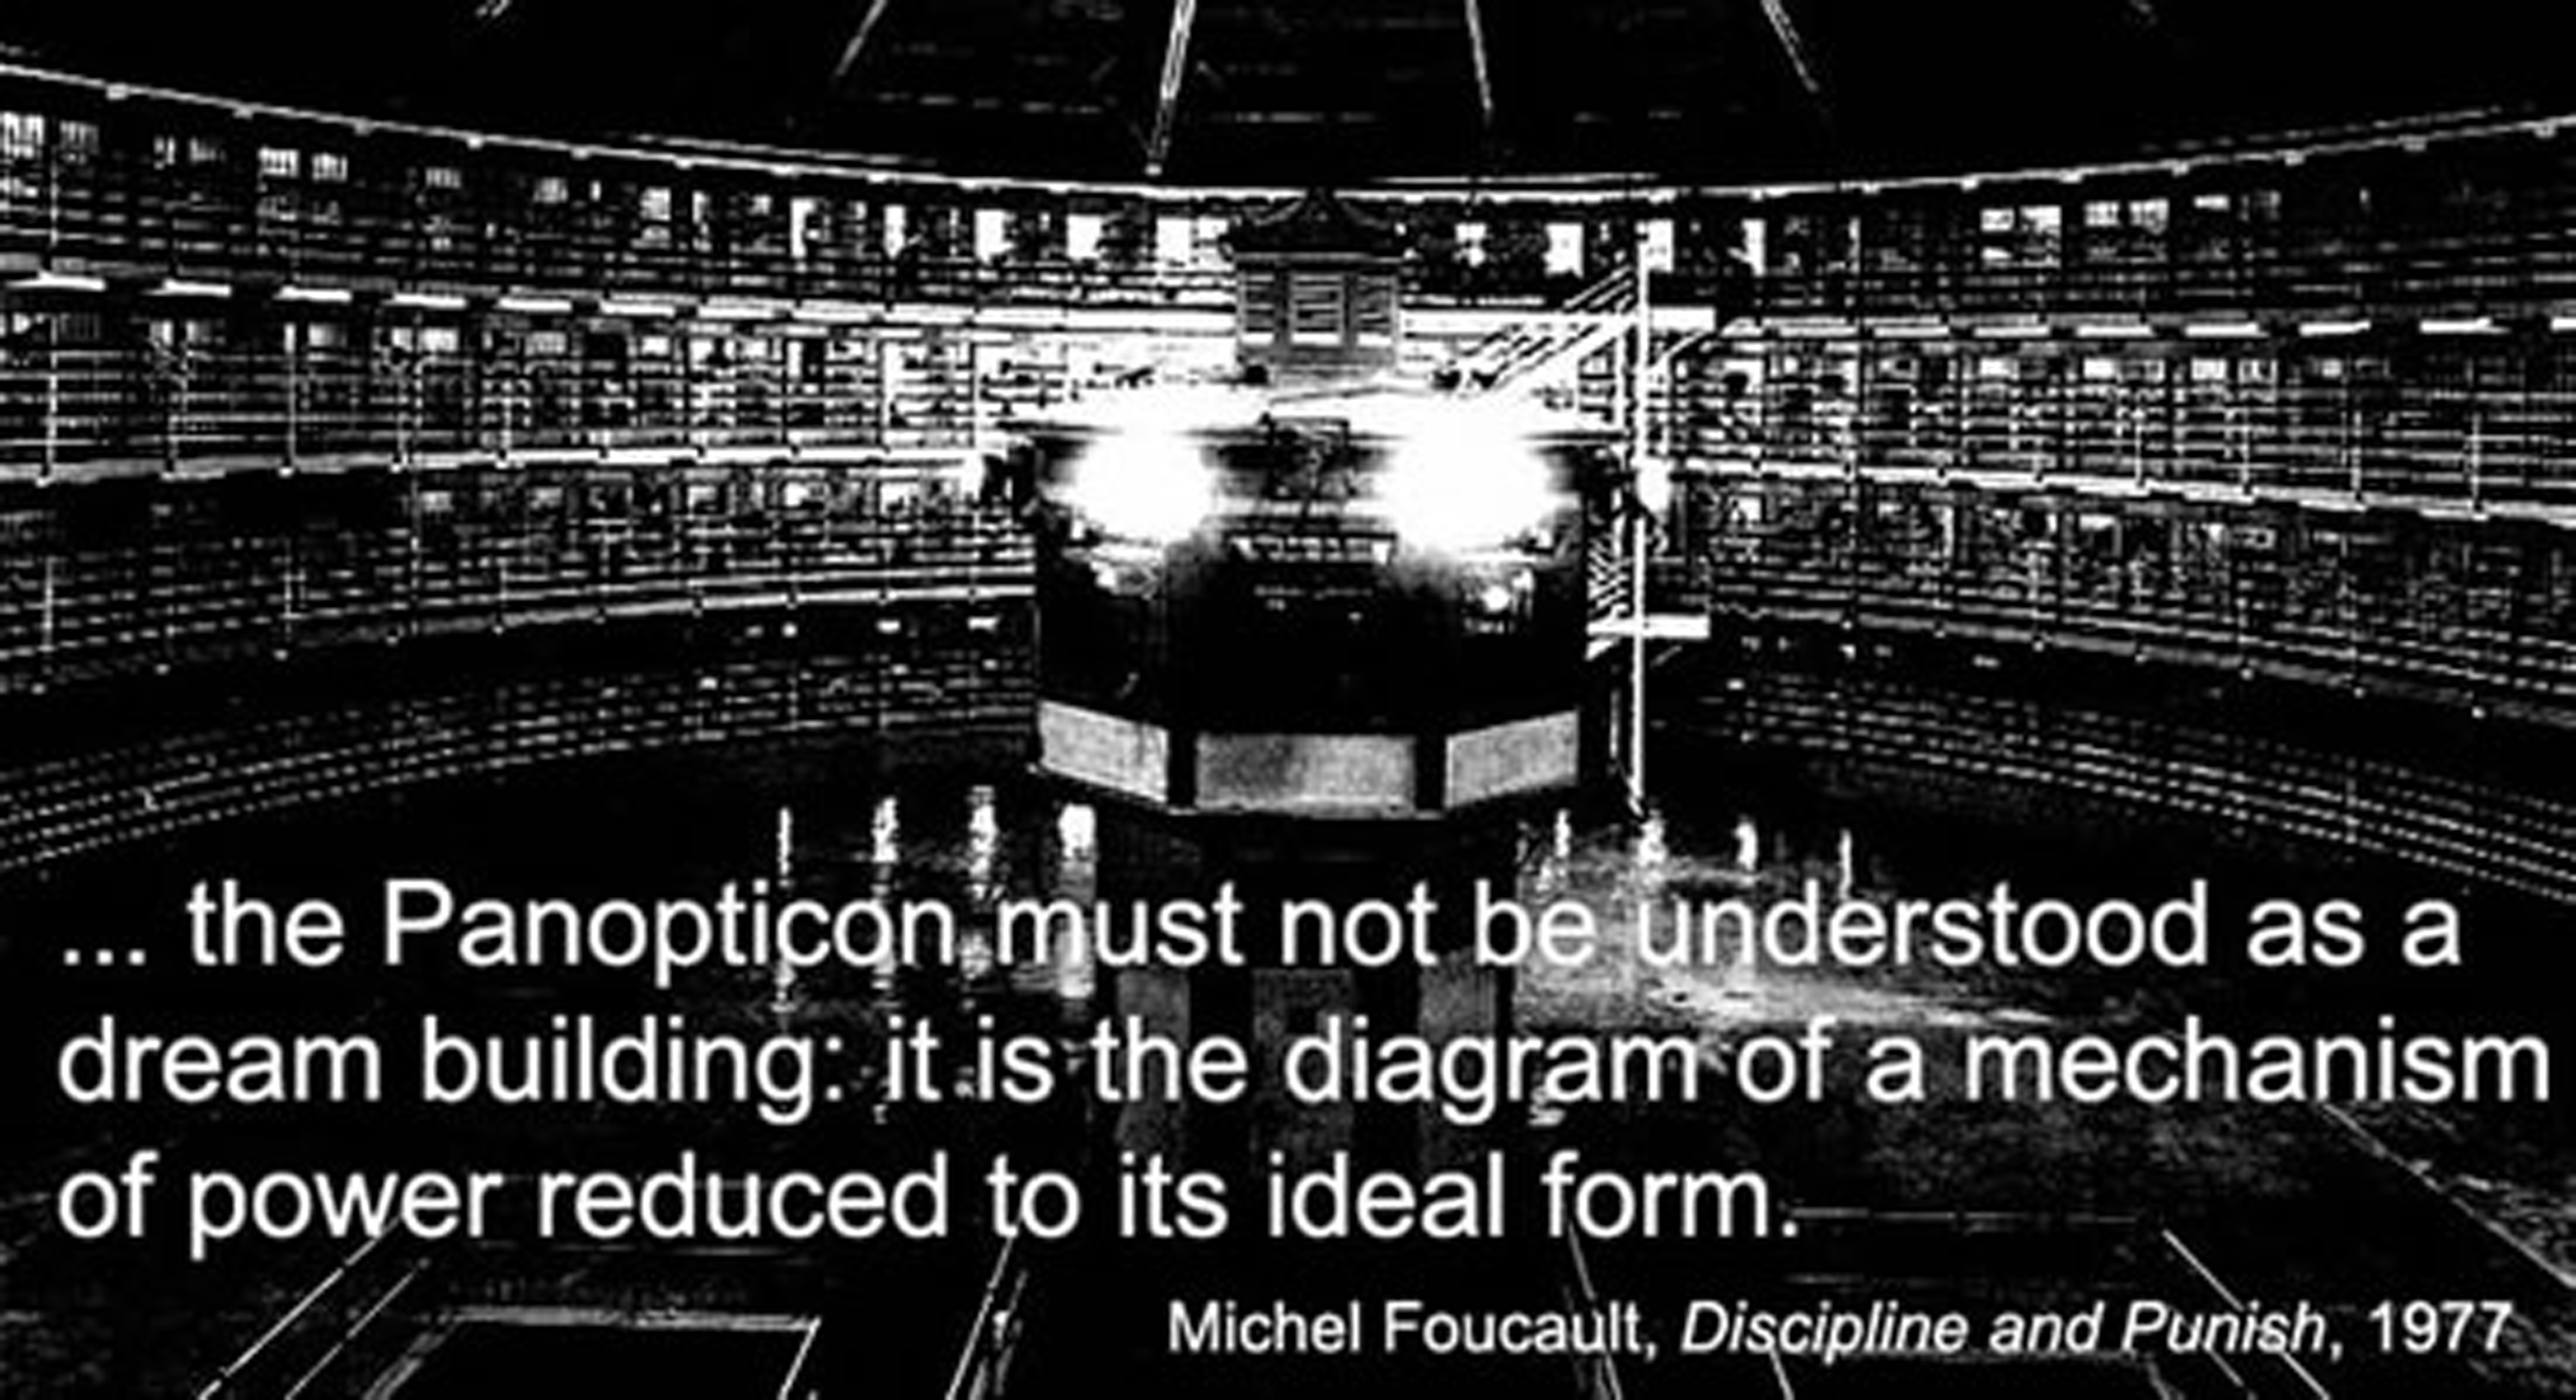 ... the Panopticon must not be understood as a
dream building: it is the diagram of a mechanism
of power reduced to its ideal form.
Michel Foucault, Discipline and Punish, 1977